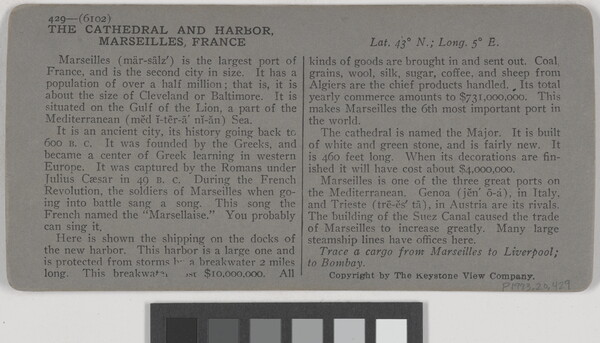 429—(6102)
THE CATHEDRAL AND HARBOR,
MARSEILLES, FRANCE
Marseilles (mär-sālz′) is the largest port of
France, and is the second city in size. It has a
population of over a half million; that is, it is
about the size of Cleveland or Baltimore. It is
situated on the Gulf of the Lion, a part of the
Mediterranean (mĕd ĭ-tĕr-ā′ nĭ-ăn) Sea.
It is an ancient city, its history going back to
600 B. C. It was founded by the Greeks, and
became a center of Greek learning in western
Europe. It was captured by the Romans under
Julius Cæsar in 49 B. C. During the French
Revolution, the soldiers of Marseilles when go-
ing into battle sang a song. This song the
French named the "Marsellaise." You probably
can sing it.
Here is shown the shipping on the docks of
the new harbor. This harbor is a large one and
is protected from storms a breakwater 2 miles
long. This breakwater $10,000,000. All
Lat. 43° N.; Long. 5° E.
kinds of goods are brought in and sent out. Coal,
grains, wool, silk, sugar, coffee, and sheep from
Algiers are the chief products handled. Its total
yearly commerce amounts to $731,000,000. This
makes Marseilles the 6th most important port in
the world.
The cathedral is named the Major. It is built
of white and green stone, and is fairly new. It
is 460 feet long. When its decorations are fin-
ished it will have cost about $4,000,000.
Marseilles is one of the three great ports on
the Mediterranean. Genoa (jĕn′ ō-á), in Italy,
and Trieste (trē-ĕs′ tā), in Austria are its rivals.
The building of the Suez Canal caused the trade
of Marseilles to increase greatly. Many large
steamship lines have offices here.
Trace a cargo from Marseilles to Liverpool;
to Bombay.
Copyright by The Keystone View Company.